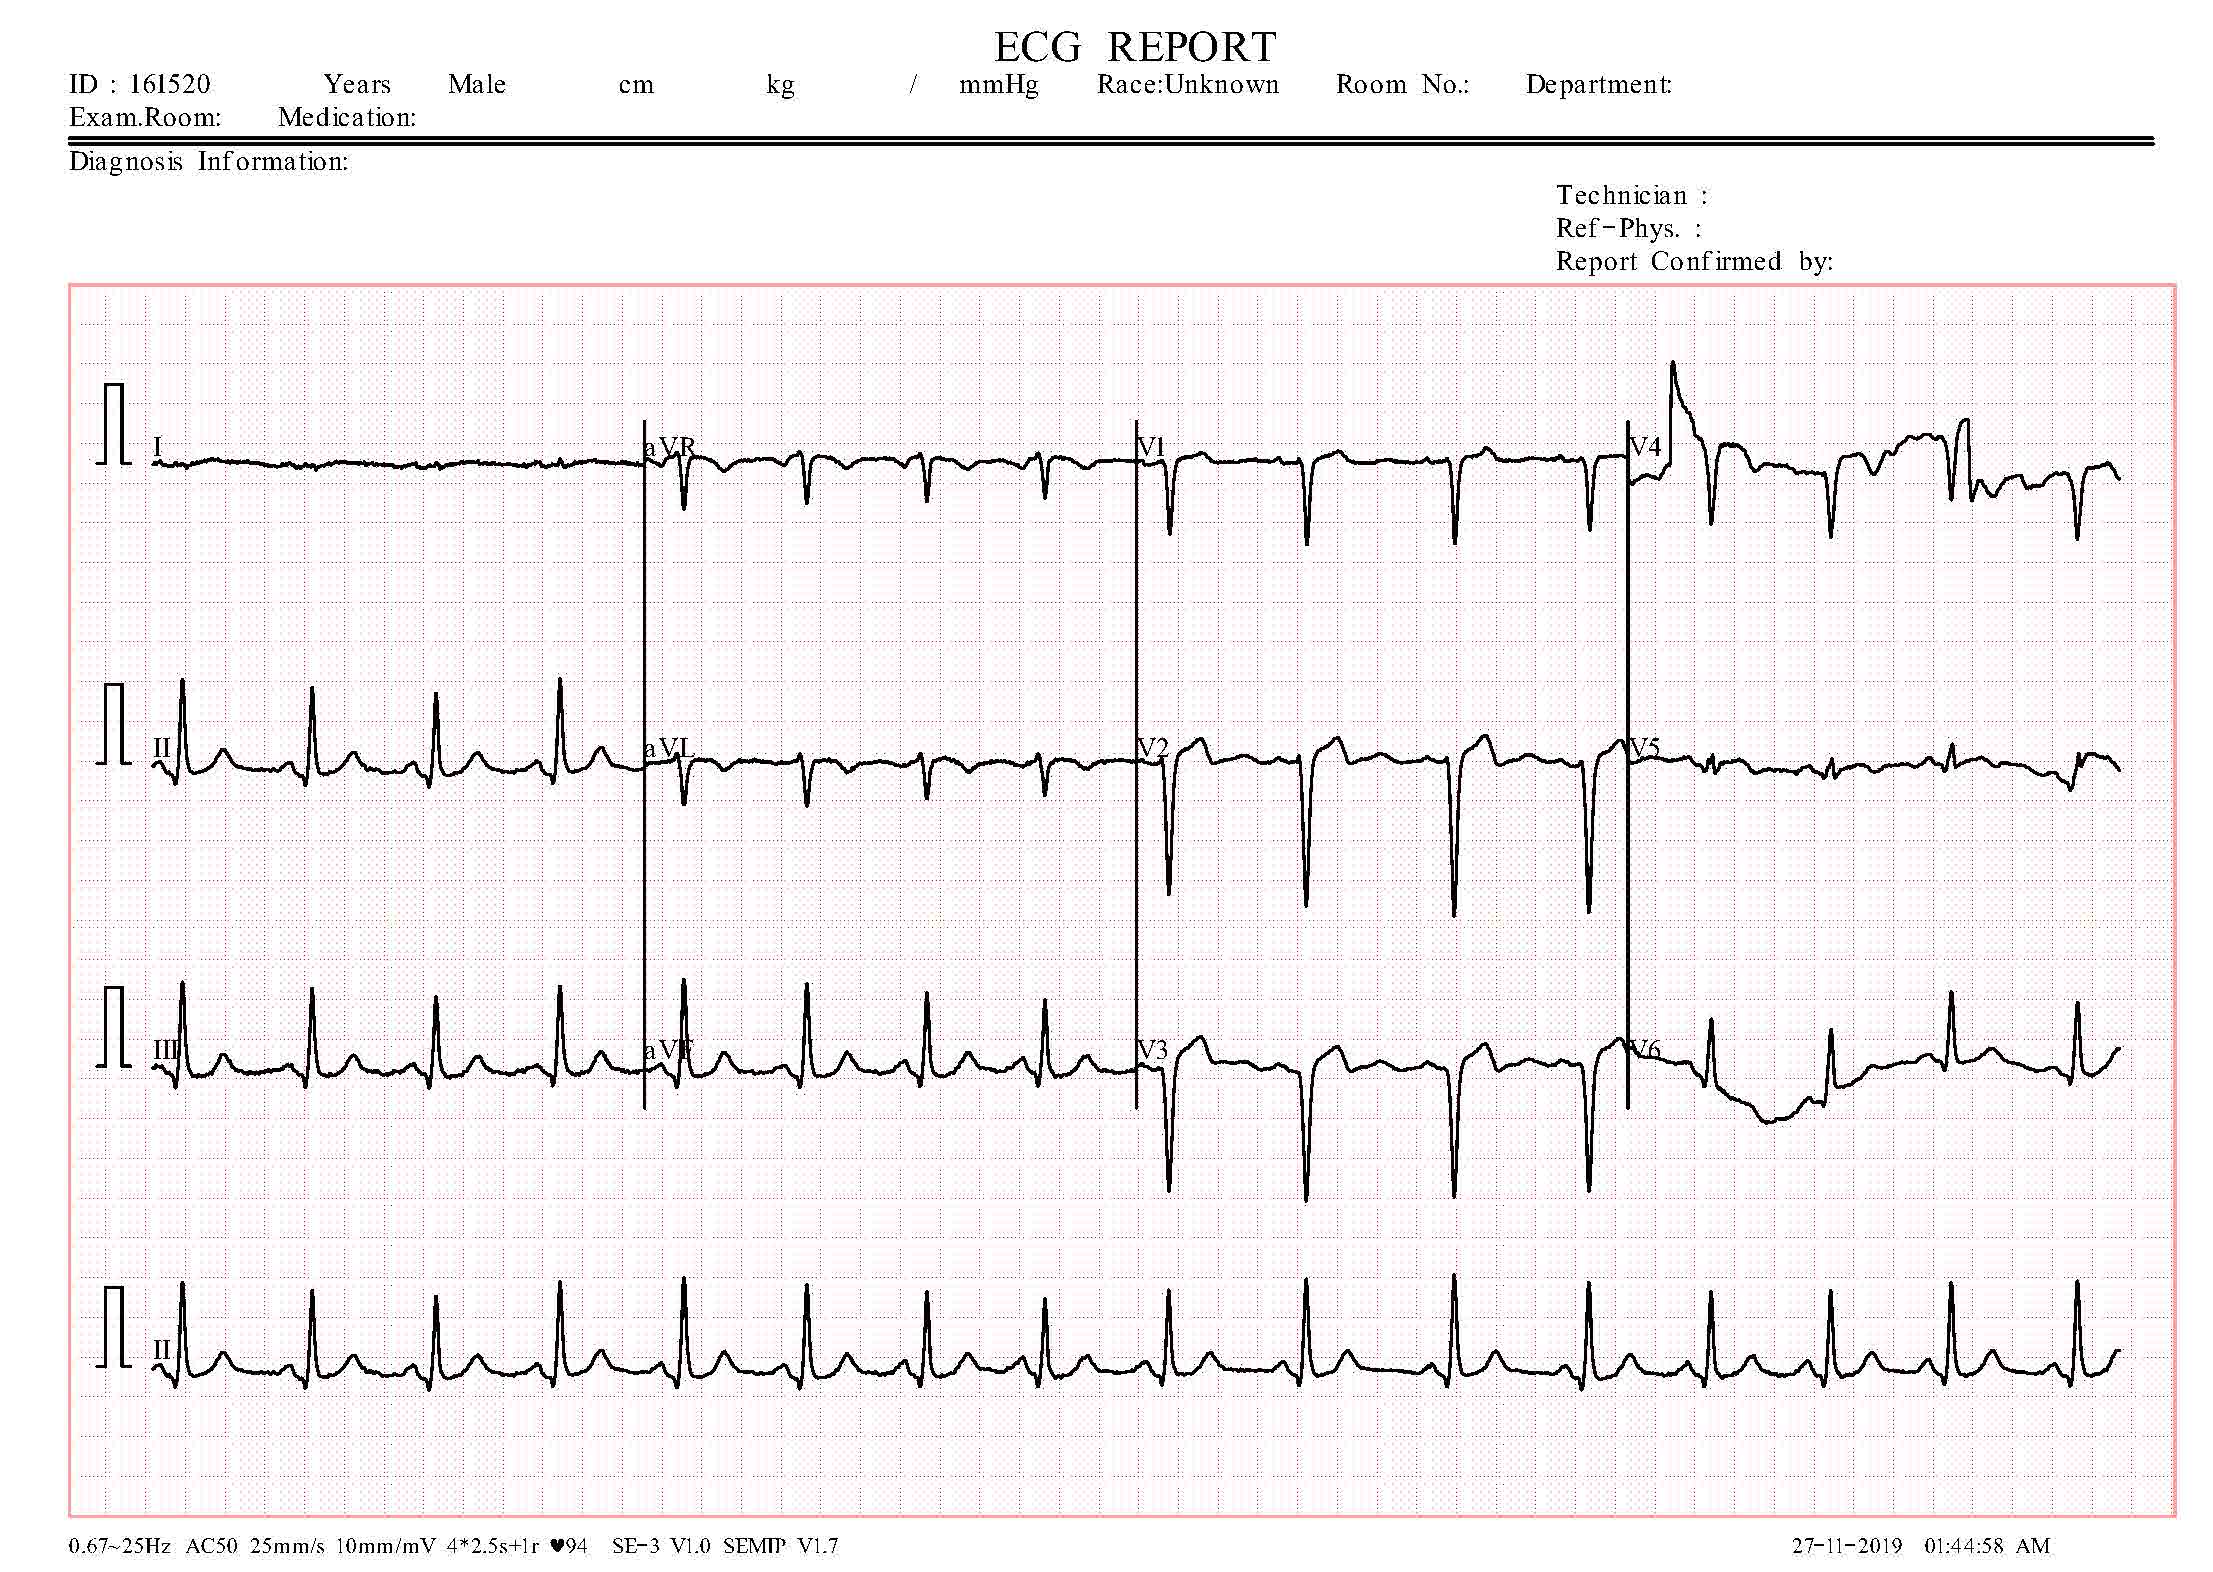 ECG REPORT
ID : 161520 Years Male cm kg / mmHg Race:Unknown Room No.: Department:
Exam.Room: Medication:
Diagnosis Information:
Technician :
Ref-Phys. :
Report Confirmed by:
I aVR V1 V4
II aVL V2 V5
III aVF V3 V6
II
0.67~25Hz AC50 25mm/s 10mm/mV 4*2.5s+1r ♥94 SE-3 V1.0 SEMIP V1.7 27-11-2019 01:44:58 AM